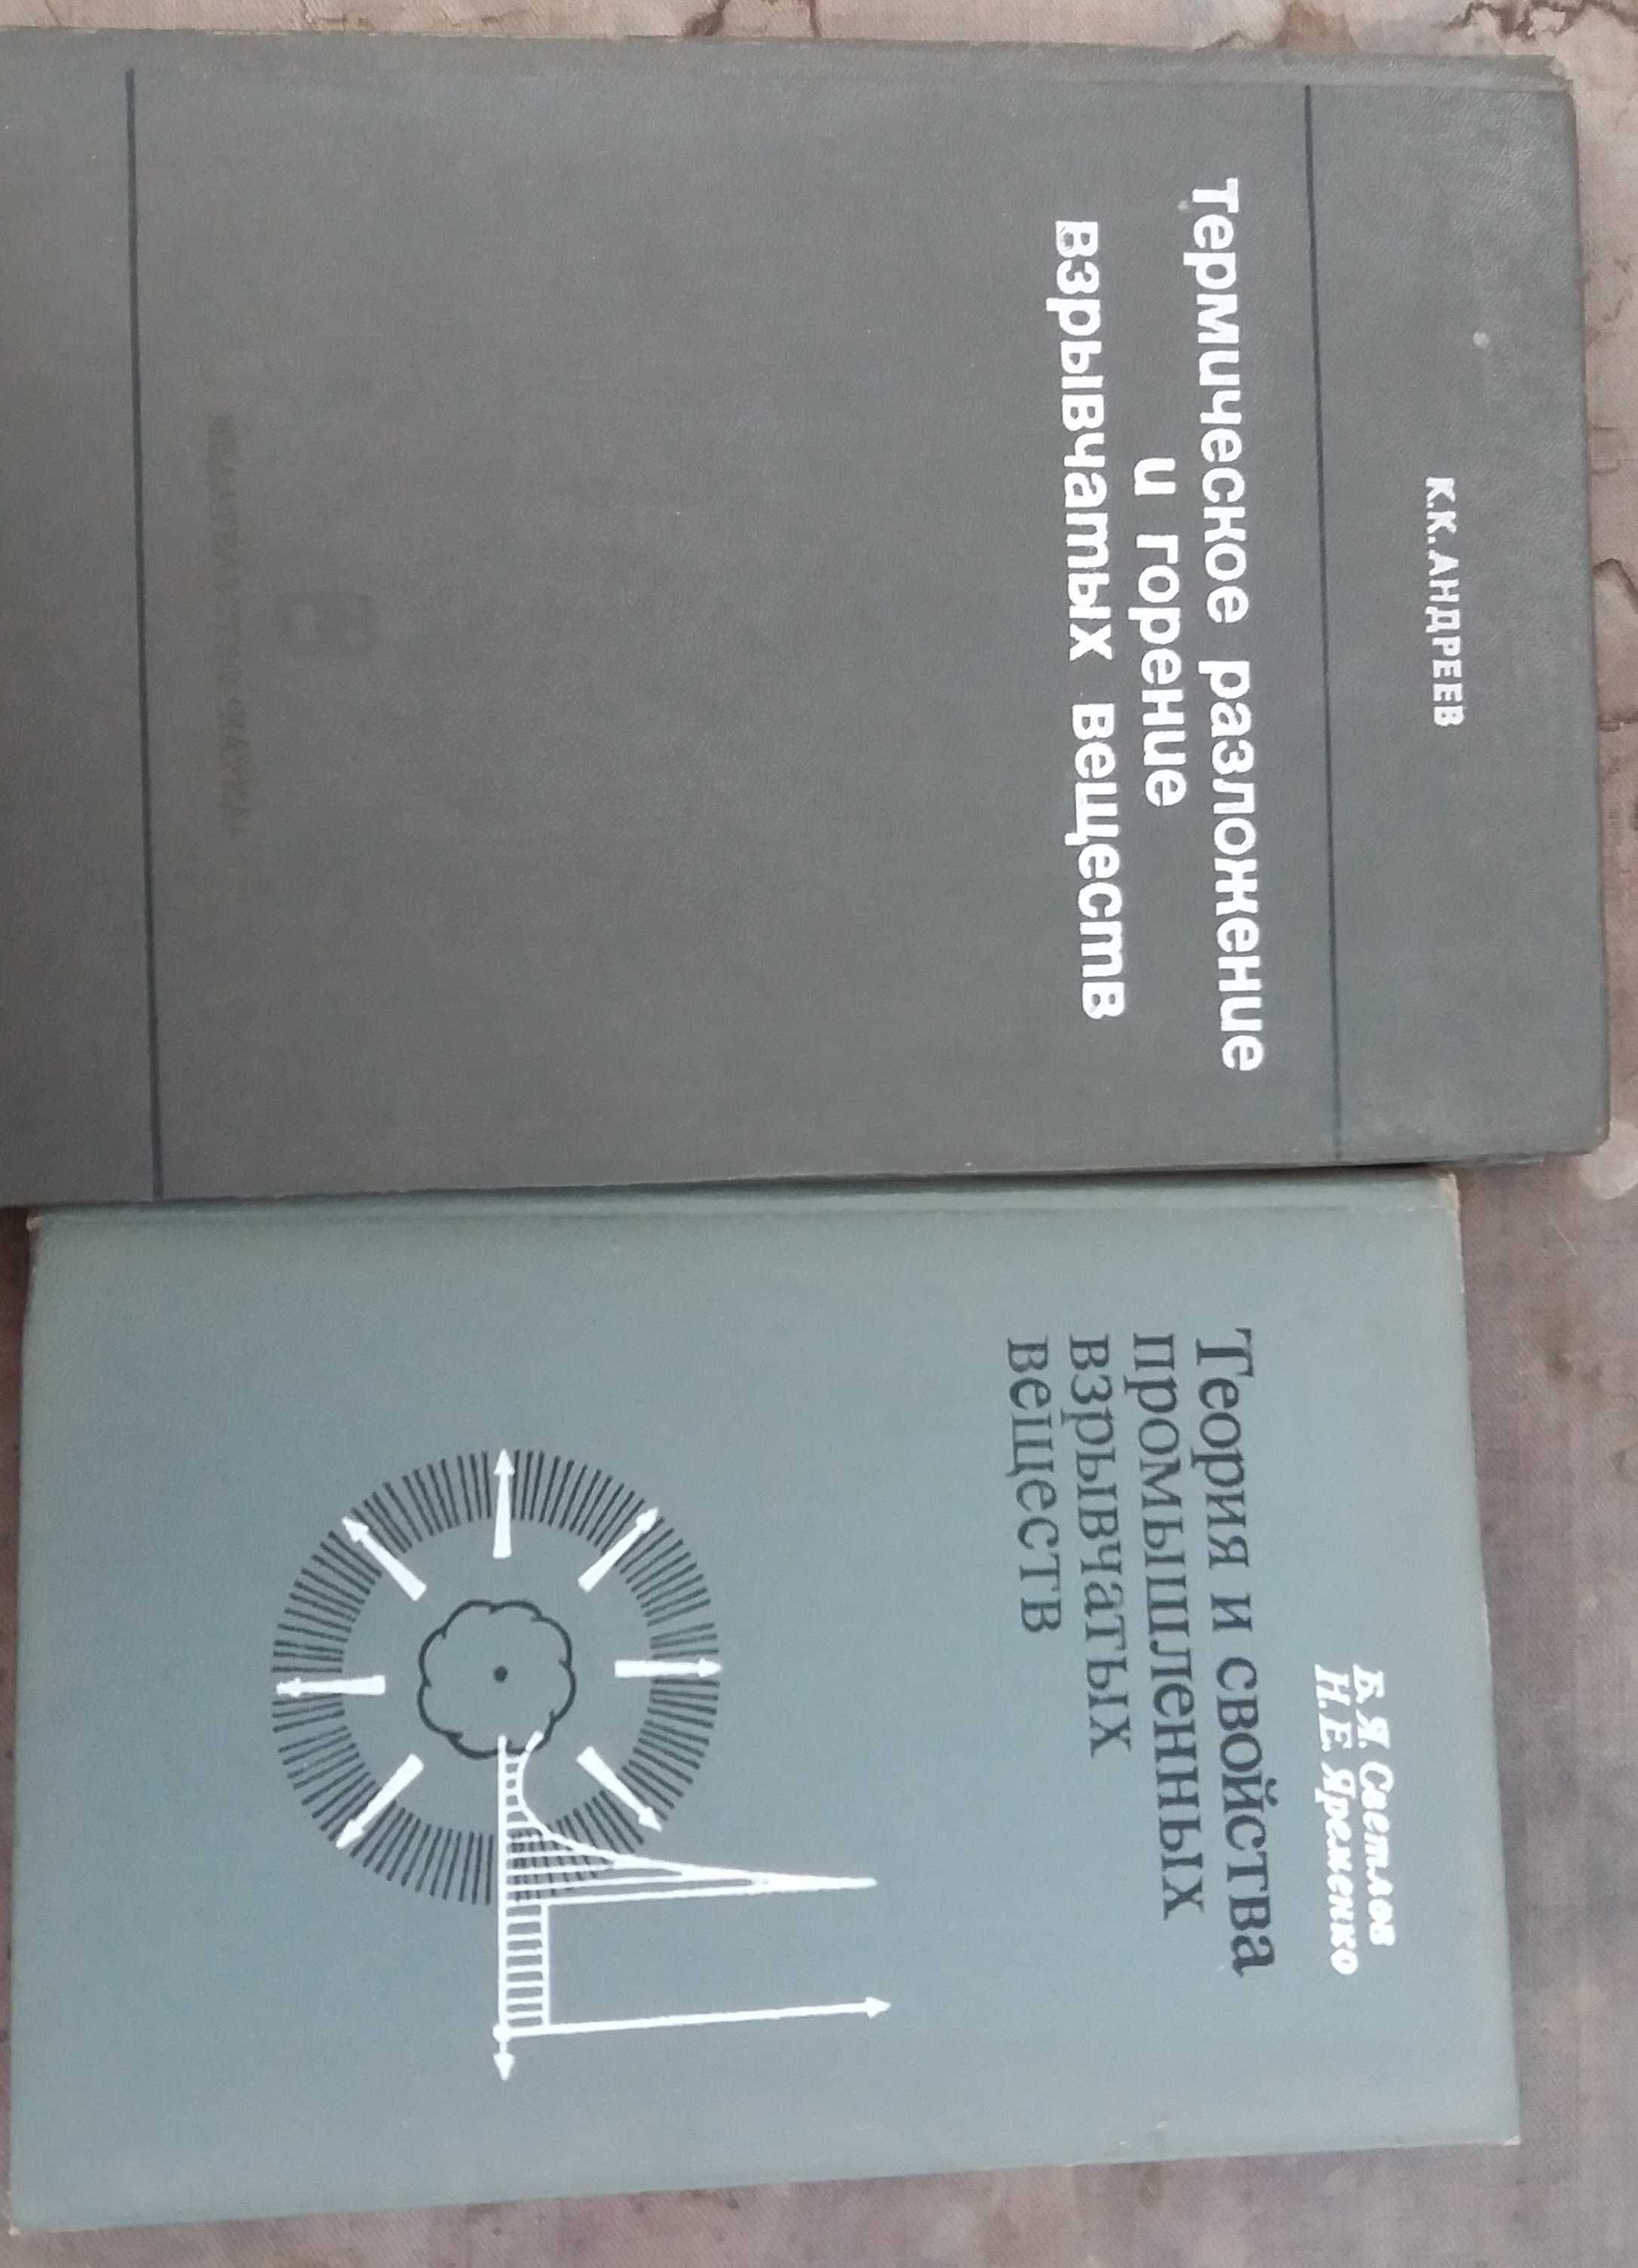 К.К.АНДРЕЕВ
Термическое разложение
и горение
взрывчатых веществ
Б.Я. Светлов
Н.Е. Яременко
Теория и свойства
промышленных
взрывчатых
веществ